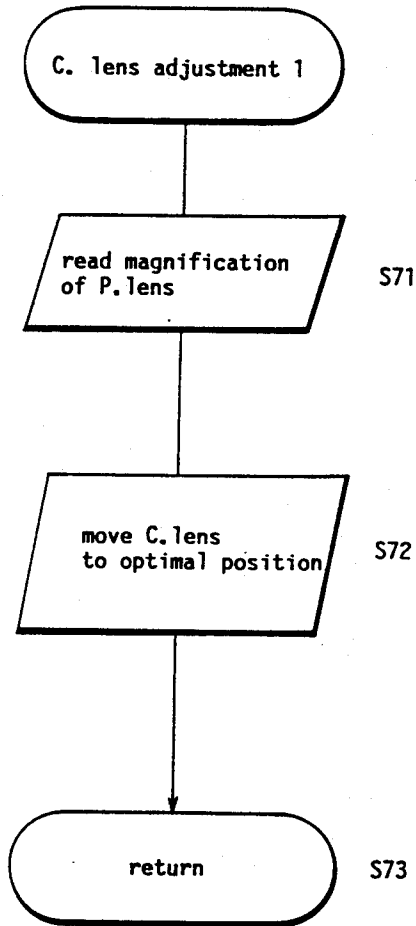 C. lens adjustment 1
read magnification
of P.lens
S71
move C.lens
to optimal position
S72
return
S73